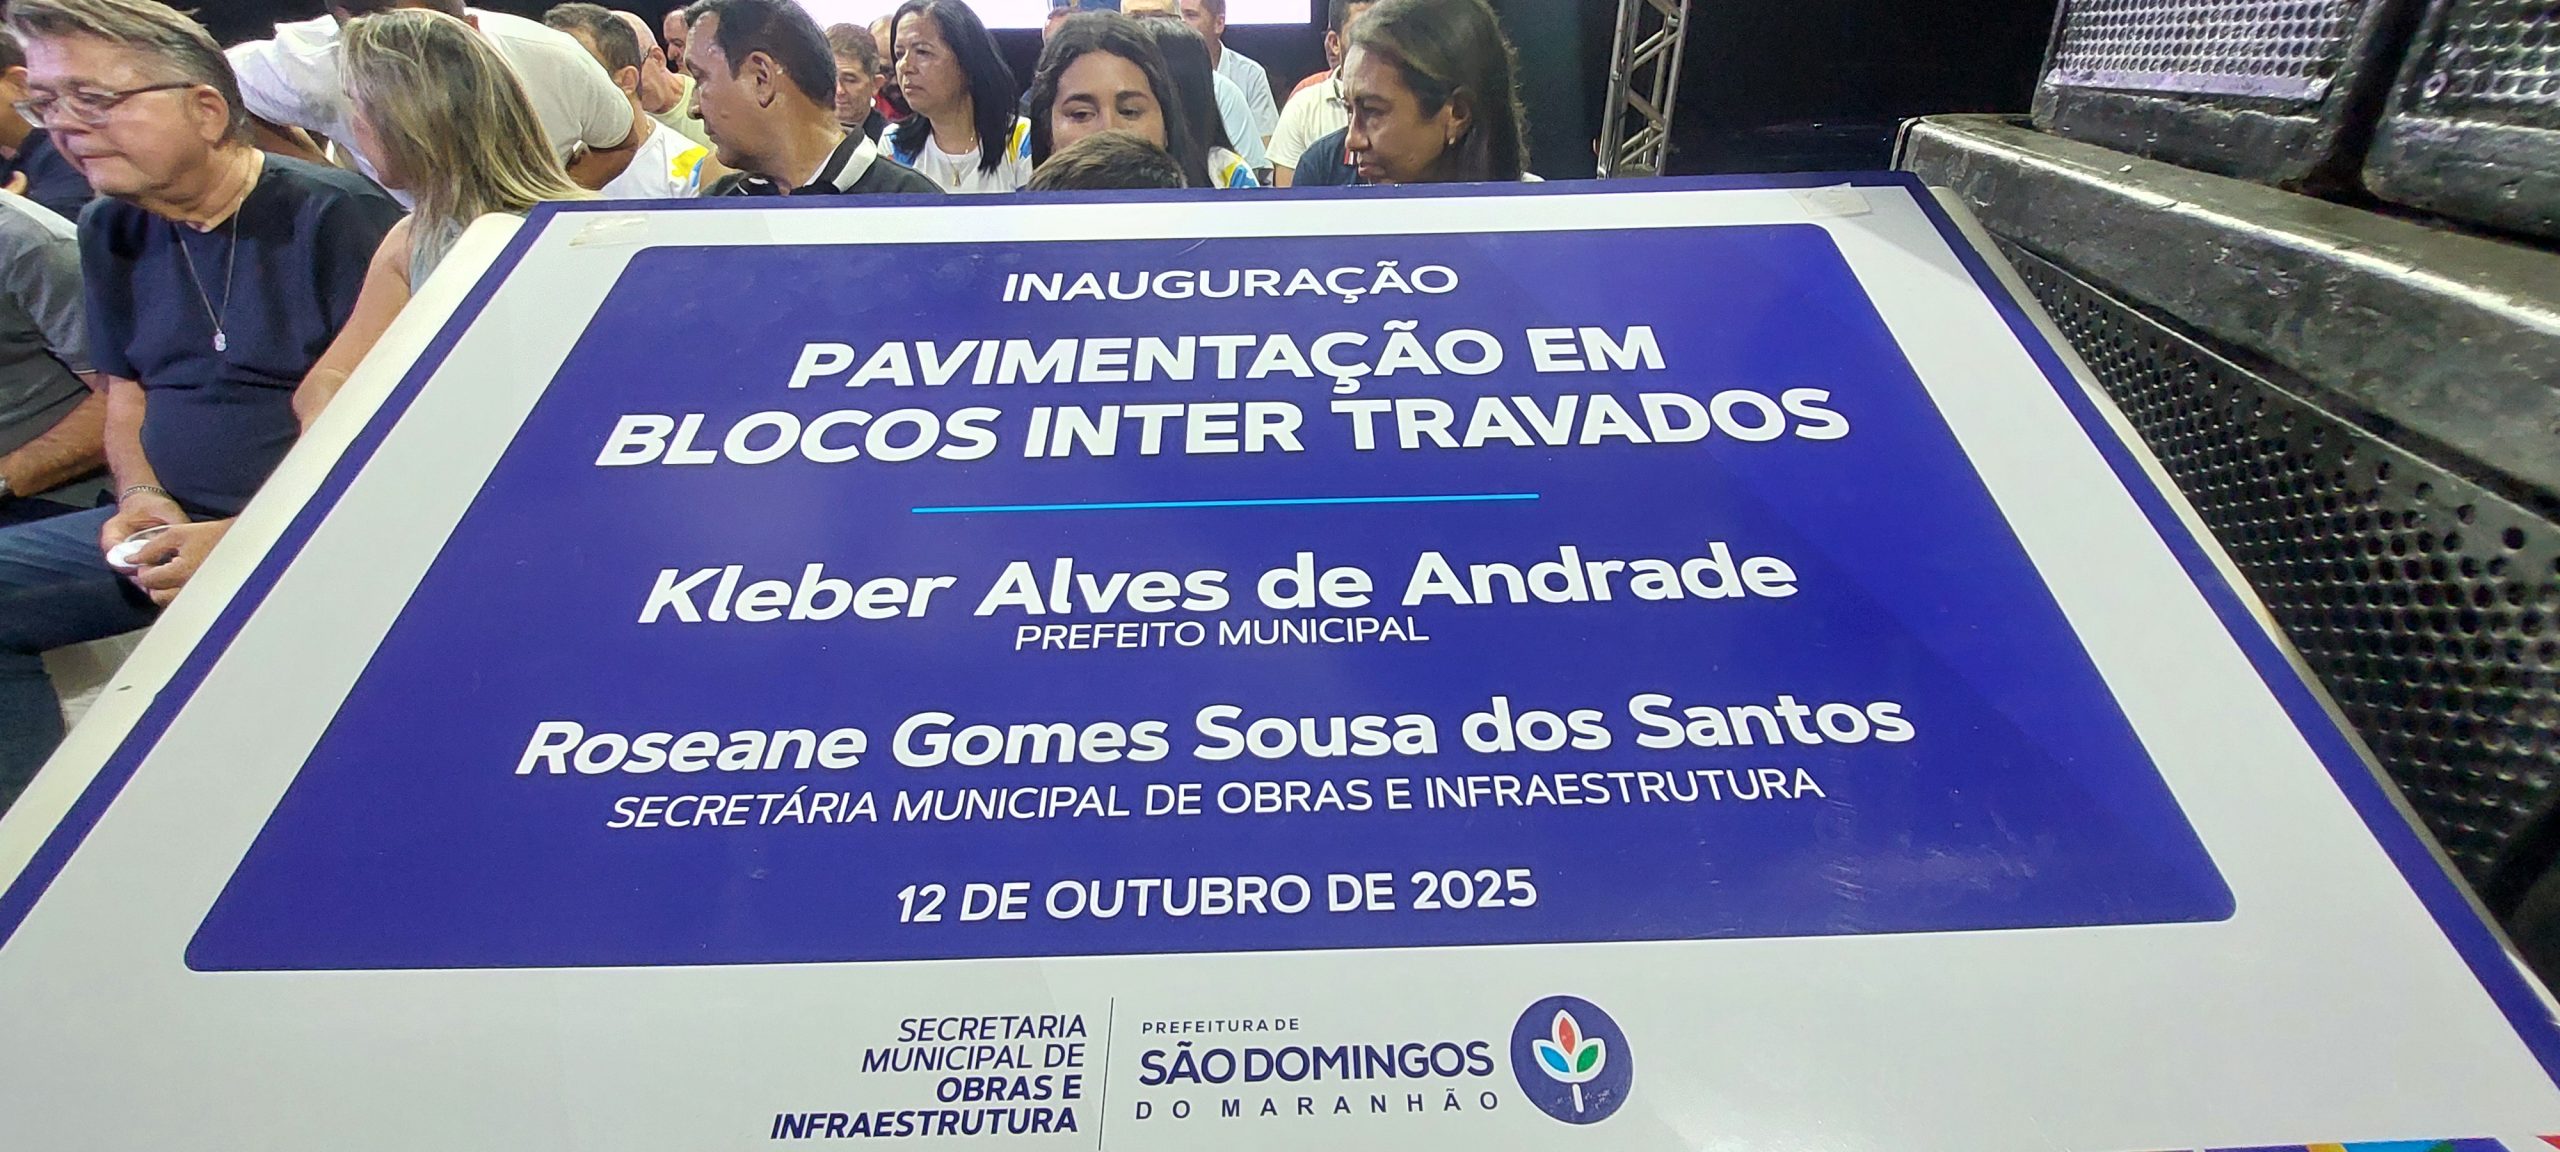 INAUGURAÇÃO
PAVIMENTAÇÃO EM
BLOCOS INTER TRAVADOS
Kleber Alves de Andrade
PREFEITO MUNICIPAL
Roseane Gomes Sousa dos Santos
SECRETÁRIA MUNICIPAL DE OBRAS E INFRAESTRUTURA
12 DE OUTUBRO DE 2025
SECRETARIA
MUNICIPAL DE
OBRAS E
INFRAESTRUTURA
PREFEITURA DE
SÃO DOMINGOS
DO MARANHÃO